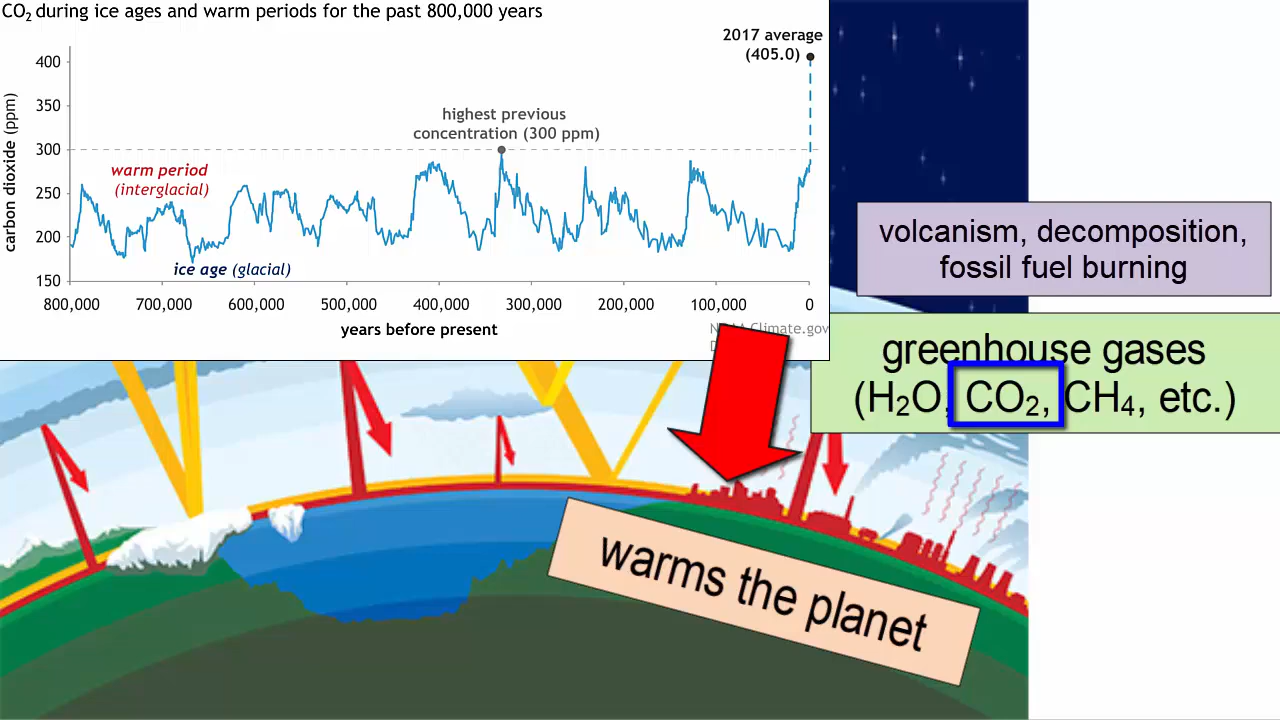 CO₂ during ice ages and warm periods for the past 800,000 years
2017 average
(405.0)
400
350
300
250
200
150
carbon dioxide (ppm)
highest previous
concentration (300 ppm)
warm period
(interglacial)
ice age (glacial)
800,000 700,000 600,000 500,000 400,000 300,000 200,000 100,000 0
years before present
Climate.gov
volcanism, decomposition,
fossil fuel burning
greenhouse gases
(H₂O, CO₂, CH₄, etc.)
warms the planet